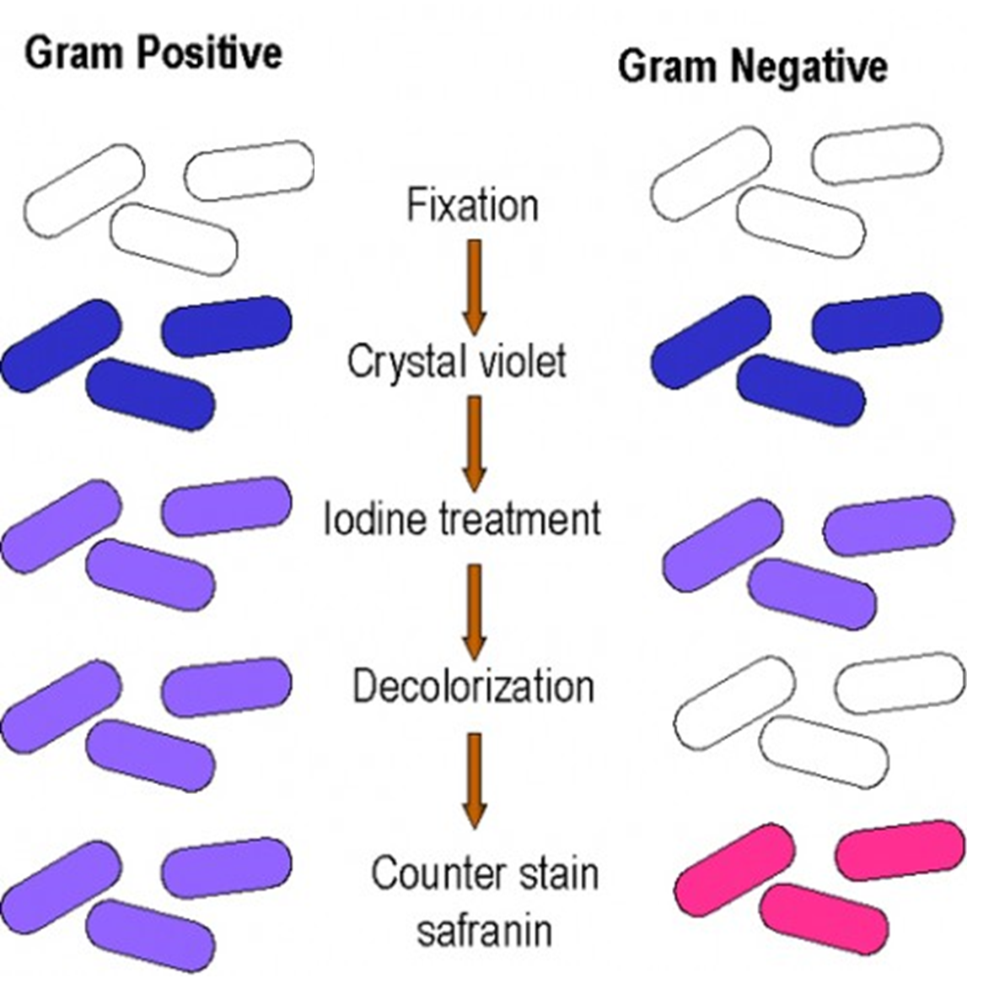 Gram Positive
Gram Negative
Fixation
Crystal violet
Iodine treatment
Decolorization
Counter stain
safranin